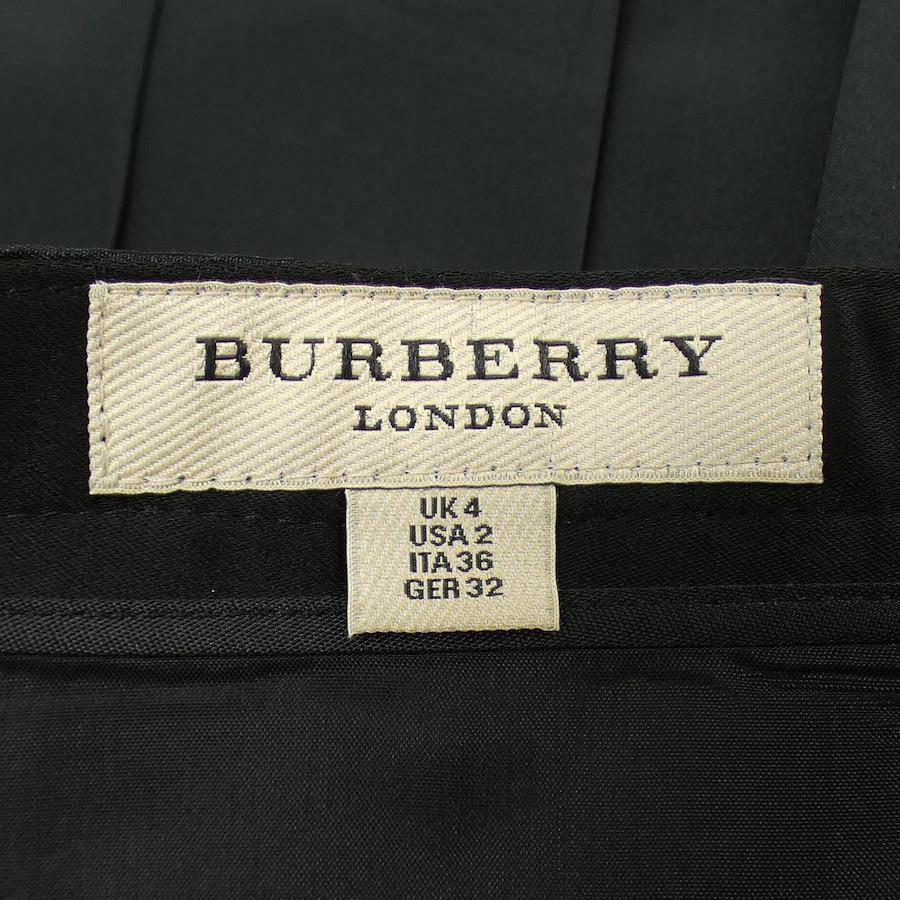 BURBERRY
LONDON
UK 4
USA 2
ITA 36
GER 32